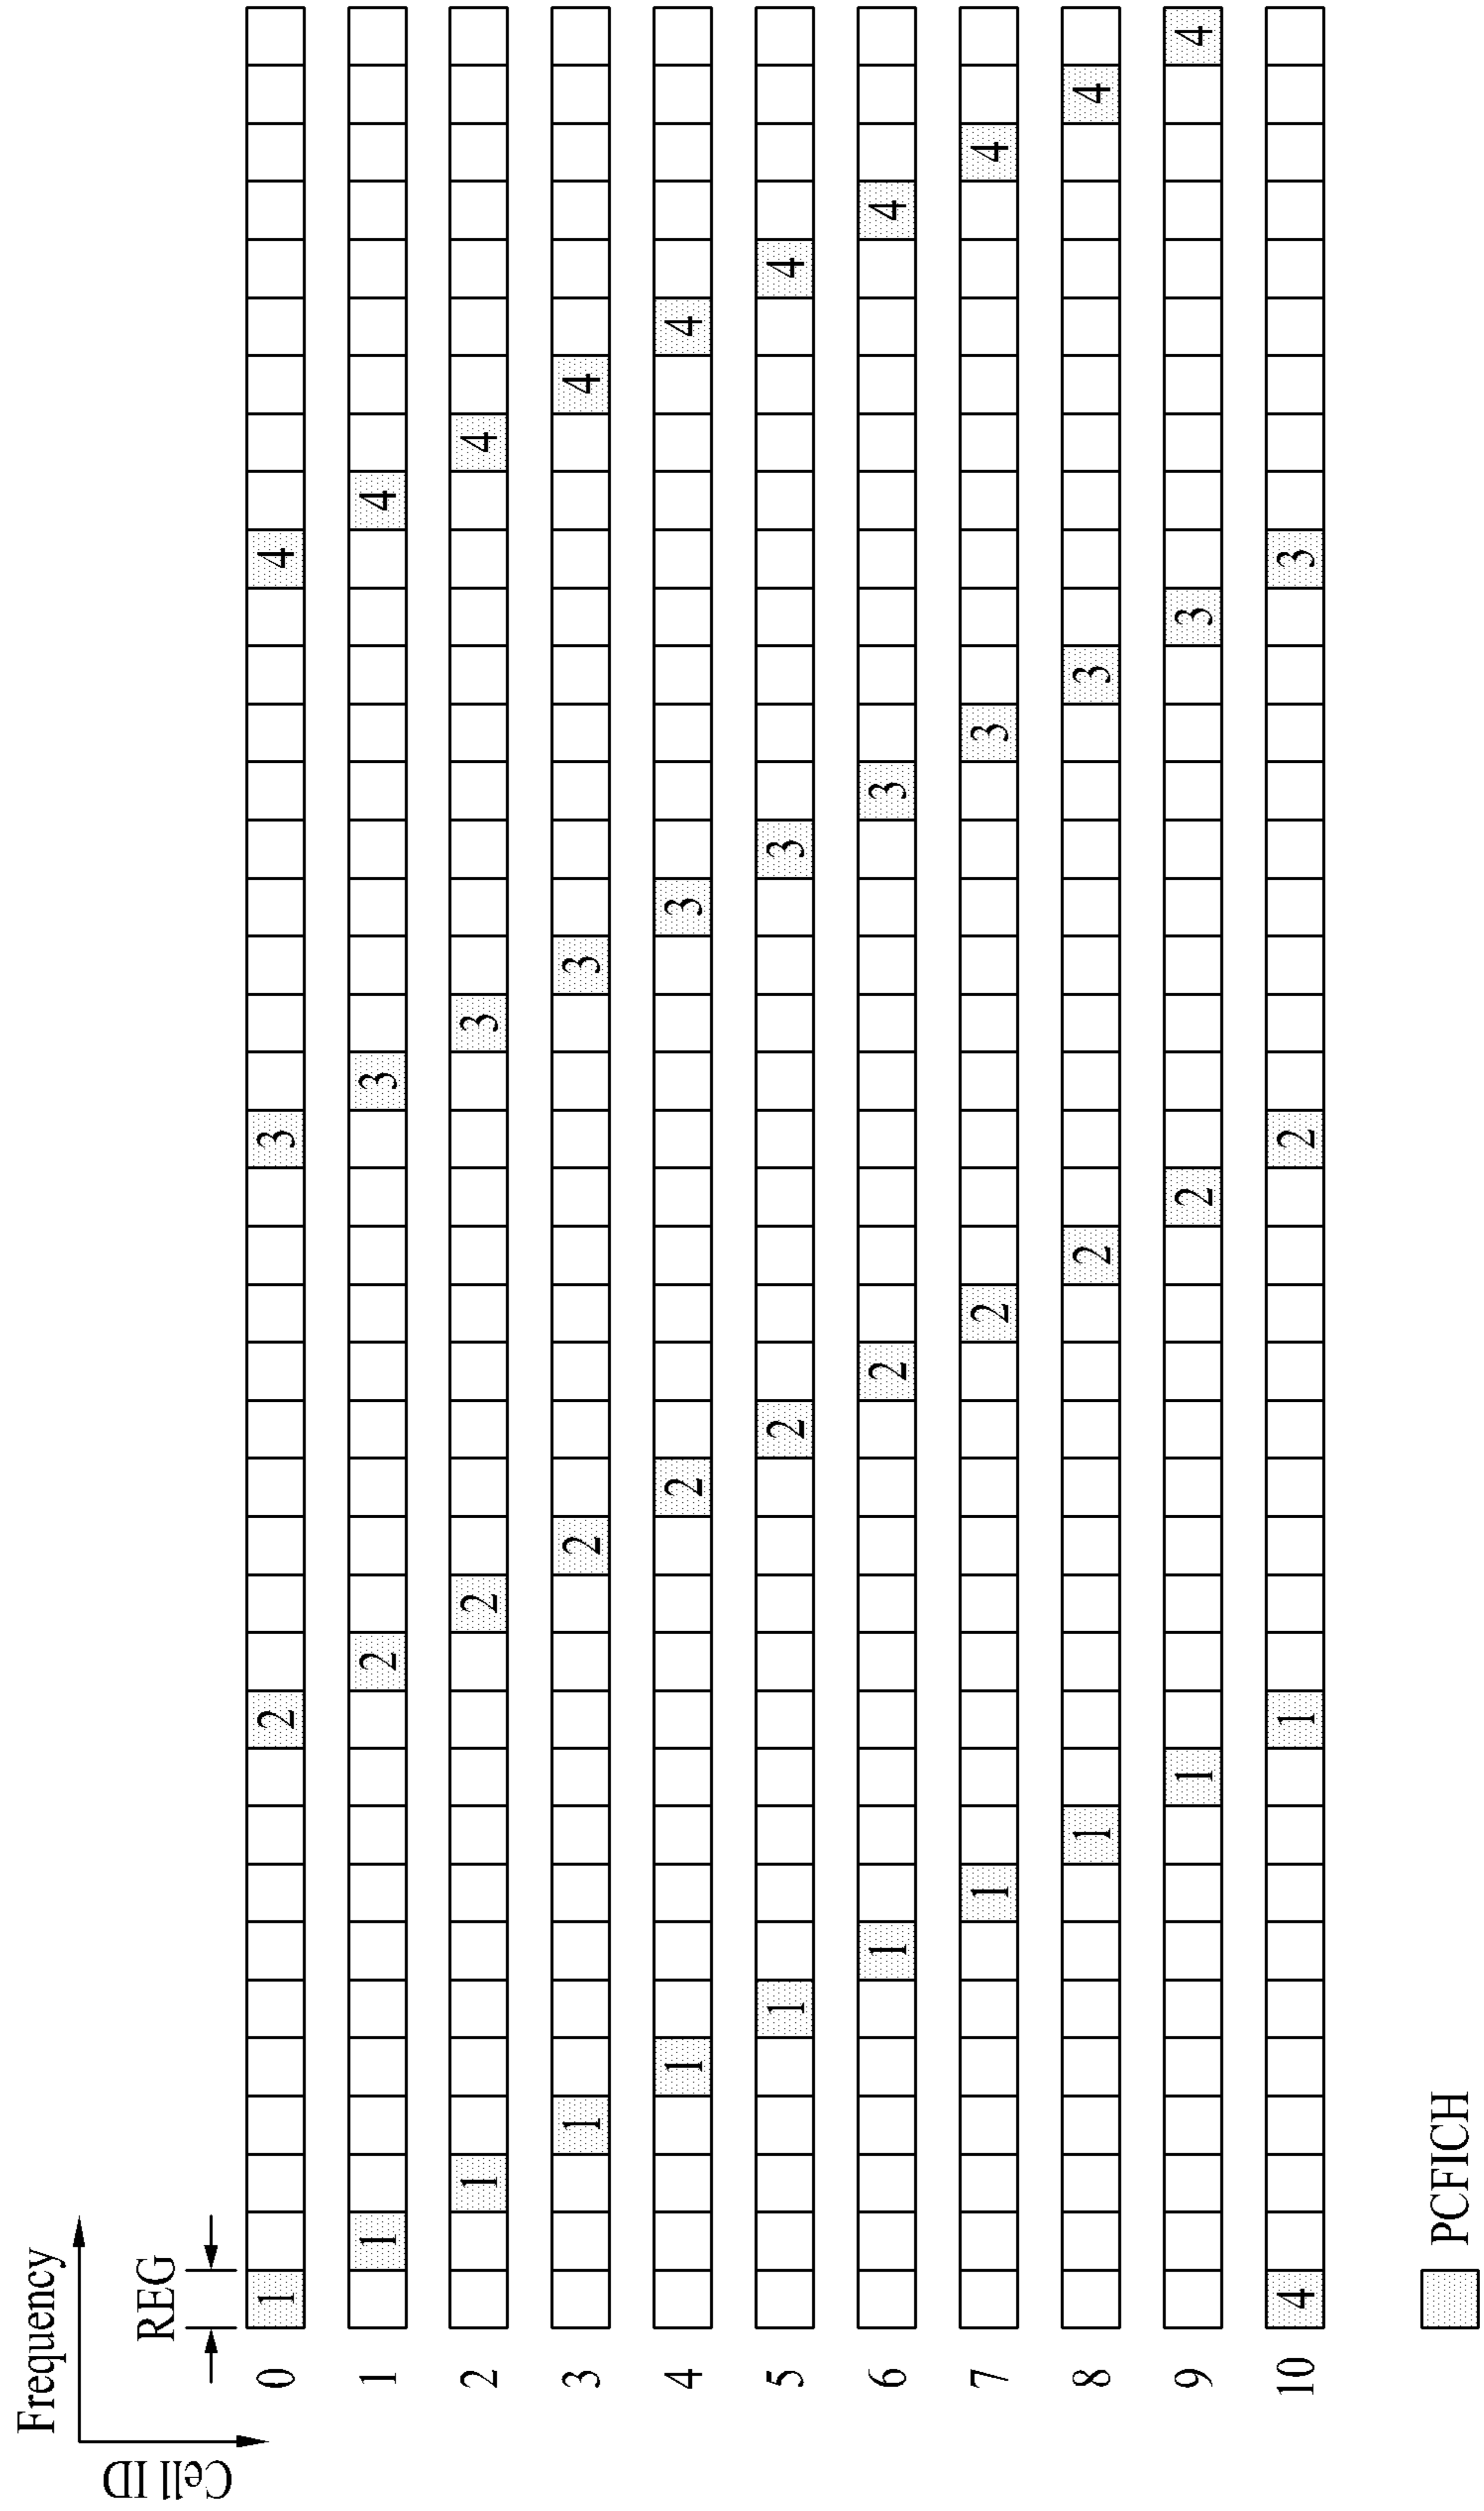 Frequency
Cell ID
REG
0 1 2 3 4
1 1 2 3 4
2 1 2 3 4
3 1 2 3 4
4 1 2 3 4
5 1 2 3 4
6 1 2 3 4
7 1 2 3 4
8 1 2 3 4
9 1 2 3 4
10 4 1 2 3
PCFICH